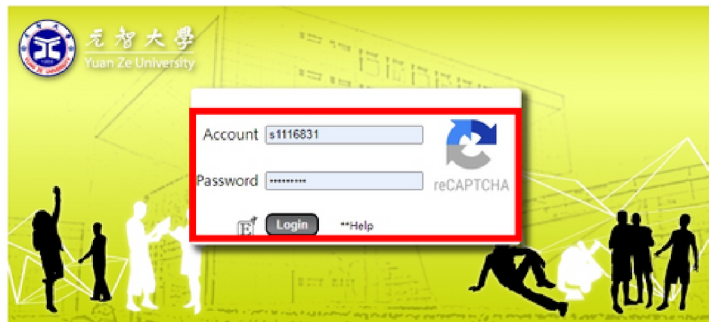 元智大學
Yuan Ze University
Account s1116831
Password ·········
reCAPTCHA
E Login **Help